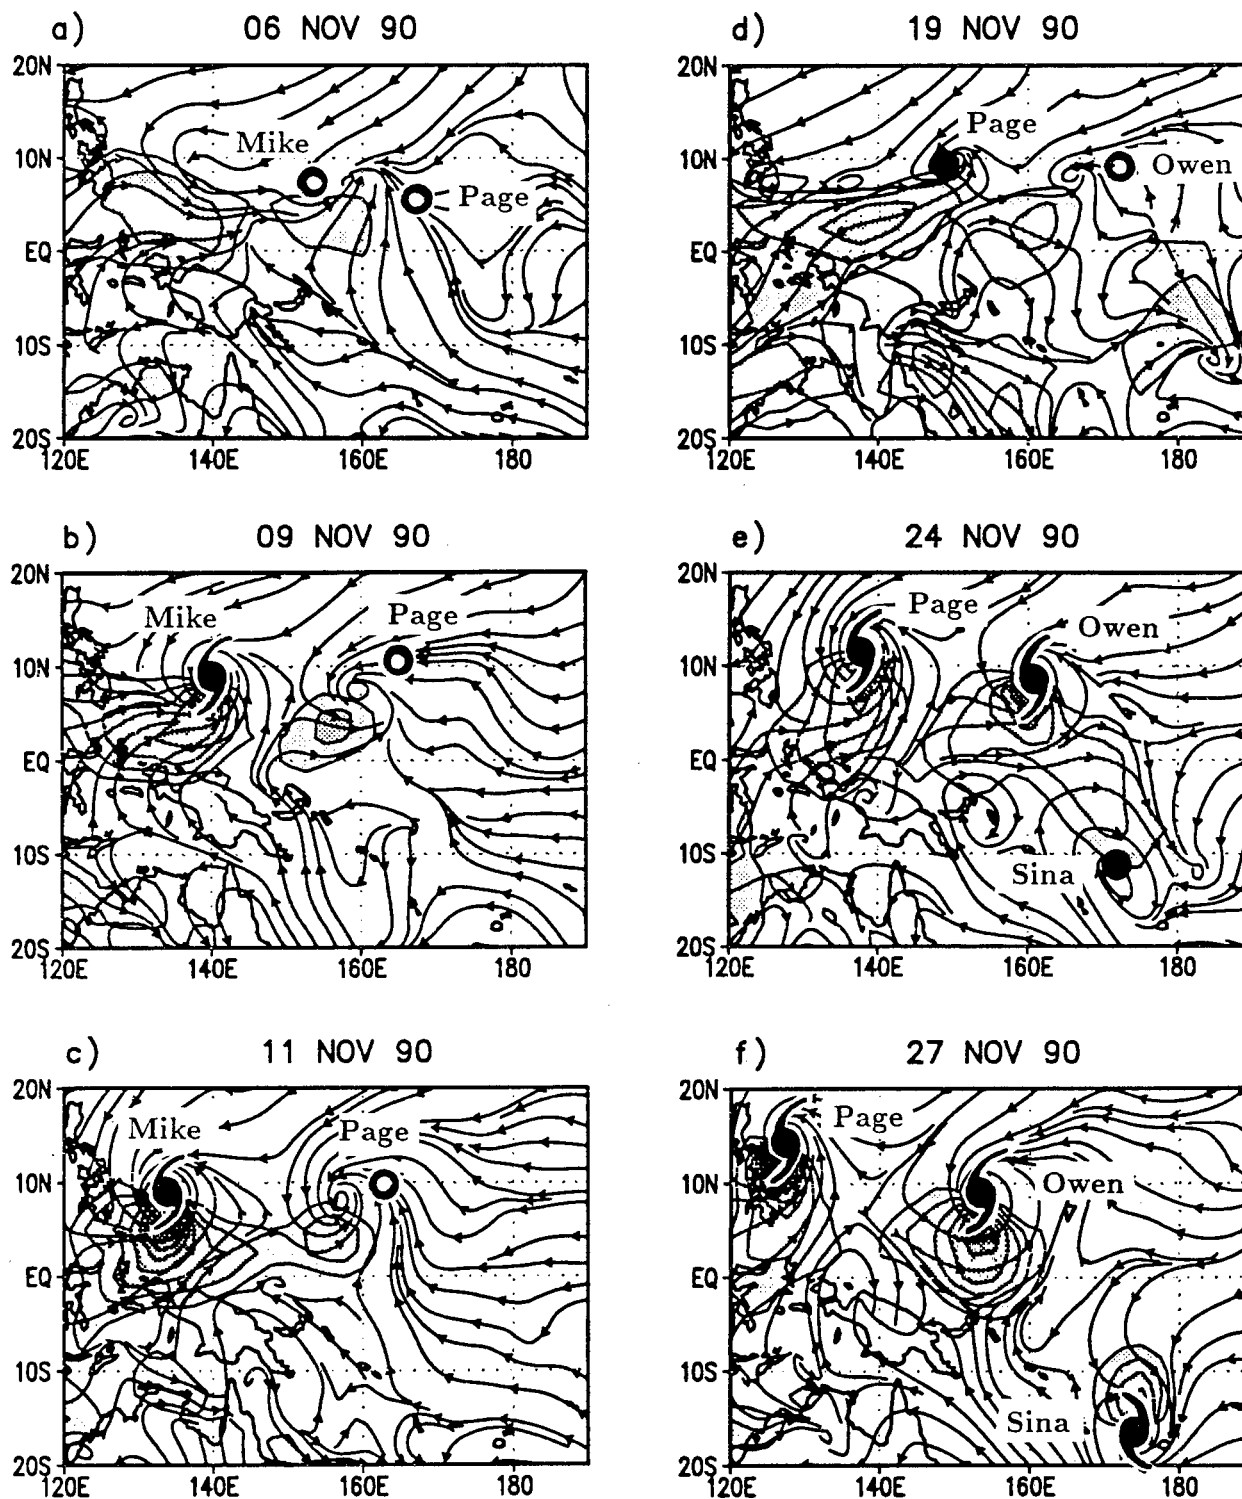 a) 06 NOV 90
20N
10N
EQ
10S
20S
Mike
Page
120E 140E 160E 180
b) 09 NOV 90
20N
10N
EQ
10S
20S
Mike
Page
120E 140E 160E 180
c) 11 NOV 90
20N
10N
EQ
10S
20S
Mike
Page
120E 140E 160E 180
d) 19 NOV 90
20N
10N
EQ
10S
20S
Page
Owen
120E 140E 160E 180
e) 24 NOV 90
20N
10N
EQ
10S
20S
Page
Owen
Sina
120E 140E 160E 180
f) 27 NOV 90
20N
10N
EQ
10S
20S
Page
Owen
Sina
120E 140E 160E 180